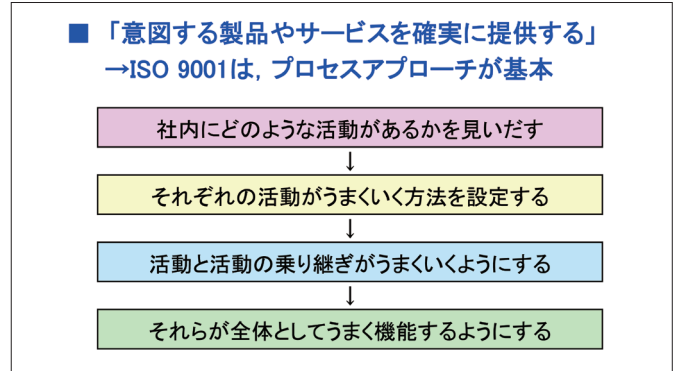 ■ 「意図する製品やサービスを確実に提供する」
→ISO 9001は，プロセスアプローチが基本
社内にどのような活動があるかを見いだす
↓
それぞれの活動がうまくいく方法を設定する
↓
活動と活動の乗り継ぎがうまくいくようにする
↓
それらが全体としてうまく機能するようにする